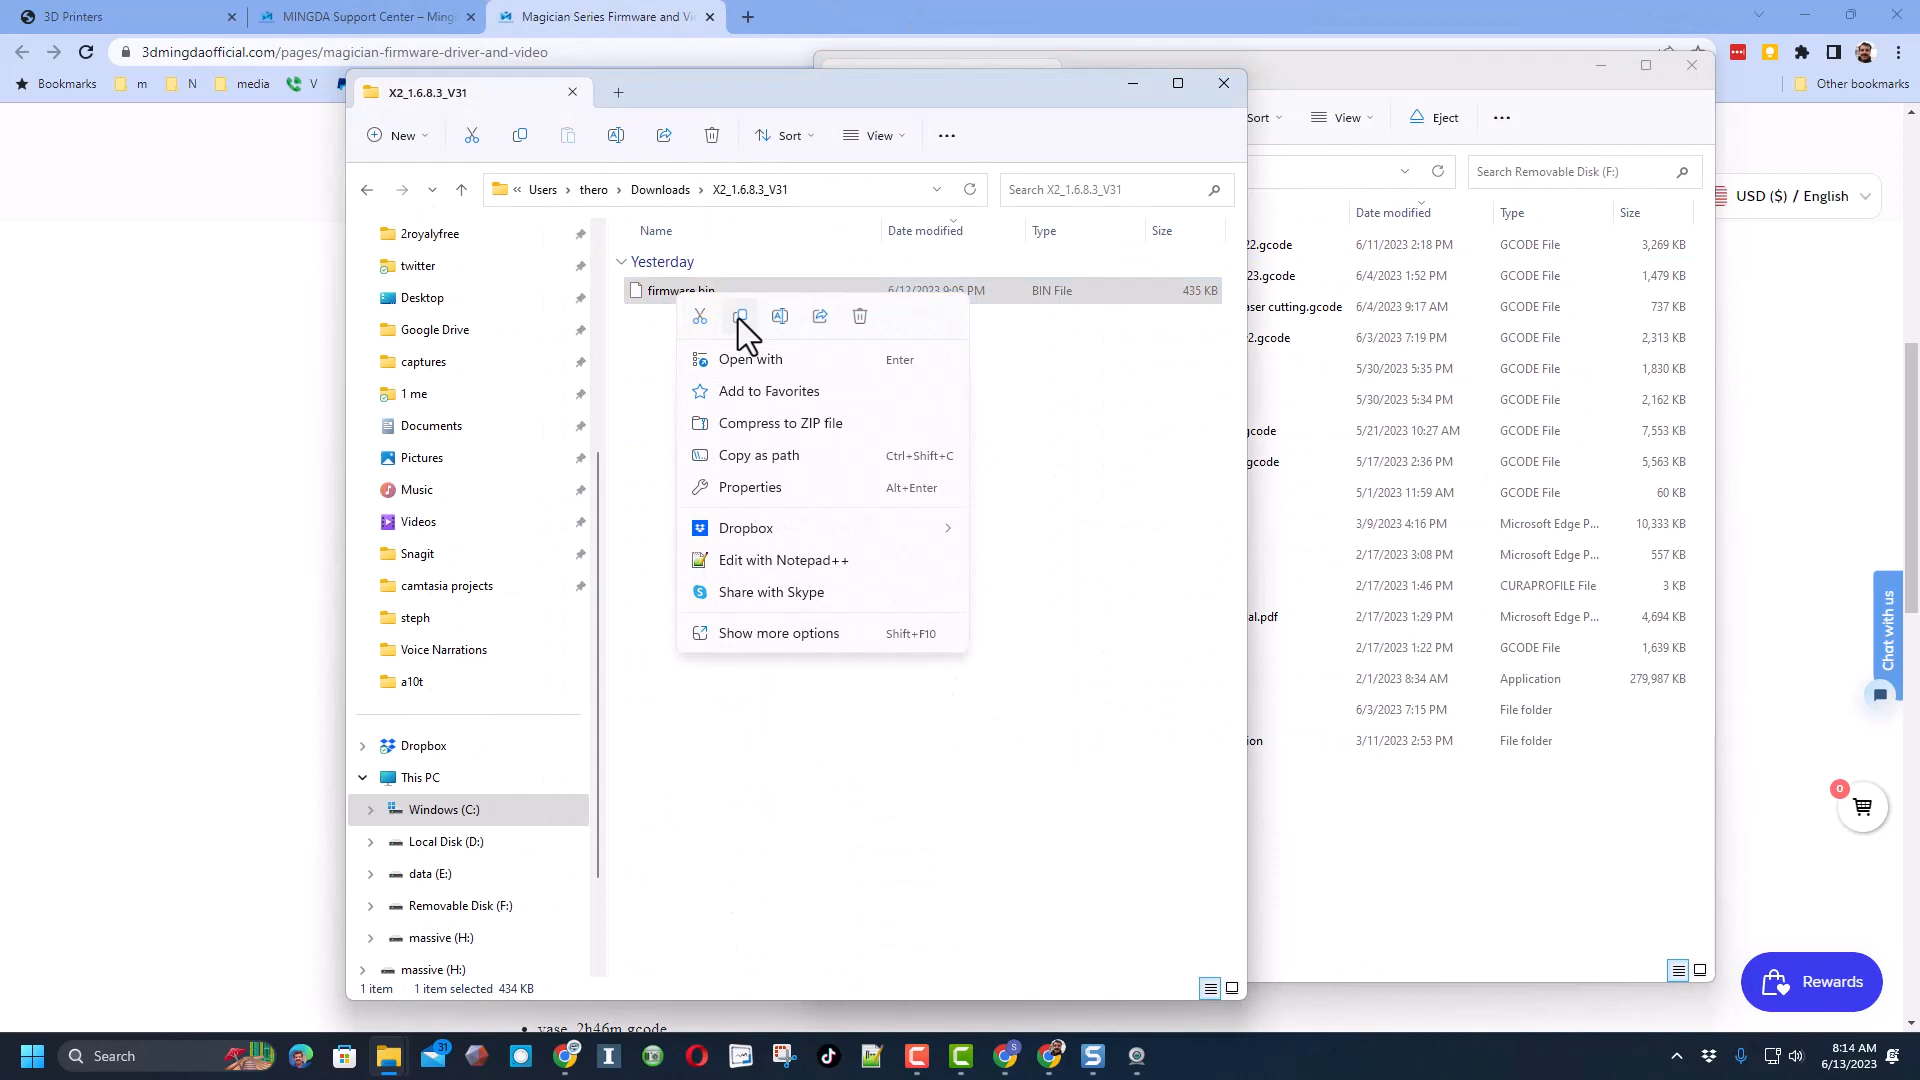 3D Printers
MINGDA Support Center – Mingd
Magician Series Firmware and Vi
3dmingdaofficial.com/pages/magician-firmware-driver-and-video
Bookmarks
m
N
media
V
Other bookmarks
X2_1.6.8.3_V31
New
Sort
View
Sort
View
Eject
Users
thero
Downloads
X2_1.6.8.3_V31
Search X2_1.6.8.3_V31
Search Removable Disk (F:)
USD ($) / English
Name
Date modified
Type
Size
Yesterday
firmware.bin
6/12/2023 9:05 PM
BIN File
435 KB
Open with
Enter
Add to Favorites
Compress to ZIP file
Copy as path
Ctrl+Shift+C
Properties
Alt+Enter
Dropbox
Edit with Notepad++
Share with Skype
Show more options
Shift+F10
2royalyfree
twitter
Desktop
Google Drive
captures
1 me
Documents
Pictures
Music
Videos
Snagit
camtasia projects
steph
Voice Narrations
a10t
Dropbox
This PC
Windows (C:)
Local Disk (D:)
data (E:)
Removable Disk (F:)
massive (H:)
massive (H:)
1 item
1 item selected 434 KB
Date modified
Type
Size
22.gcode 6/11/2023 2:18 PM GCODE File 3,269 KB
23.gcode 6/4/2023 1:52 PM GCODE File 1,479 KB
aser cutting.gcode 6/4/2023 9:17 AM GCODE File 737 KB
2.gcode 6/3/2023 7:19 PM GCODE File 2,313 KB
5/30/2023 5:35 PM GCODE File 1,830 KB
5/30/2023 5:34 PM GCODE File 2,162 KB
gcode 5/21/2023 10:27 AM GCODE File 7,553 KB
gcode 5/17/2023 2:36 PM GCODE File 5,563 KB
5/1/2023 11:59 AM GCODE File 60 KB
3/9/2023 4:16 PM Microsoft Edge P... 10,333 KB
2/17/2023 3:08 PM Microsoft Edge P... 557 KB
2/17/2023 1:46 PM CURAPROFILE File 3 KB
al.pdf 2/17/2023 1:29 PM Microsoft Edge P... 4,694 KB
2/17/2023 1:22 PM GCODE File 1,639 KB
2/1/2023 8:34 AM Application 279,987 KB
6/3/2023 7:15 PM File folder
ion 3/11/2023 2:53 PM File folder
Chat with us
0
Rewards
vase_2h46m.gcode
Search
31
S
S
8:14 AM
6/13/2023